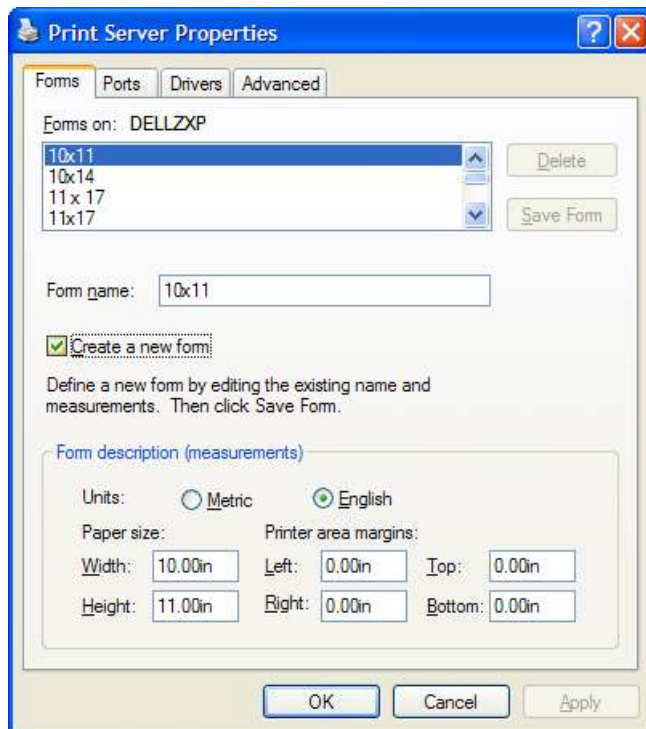 Print Server Properties
Forms Ports Drivers Advanced
Forms on: DELLZXP
10x11
10x14
11 x 17
11x17
Delete
Save Form
Form name: 10x11
Create a new form
Define a new form by editing the existing name and
measurements. Then click Save Form.
Form description (measurements)
Units: Metric English
Paper size: Printer area margins:
Width: 10.00in Left: 0.00in Top: 0.00in
Height: 11.00in Right: 0.00in Bottom: 0.00in
OK Cancel Apply